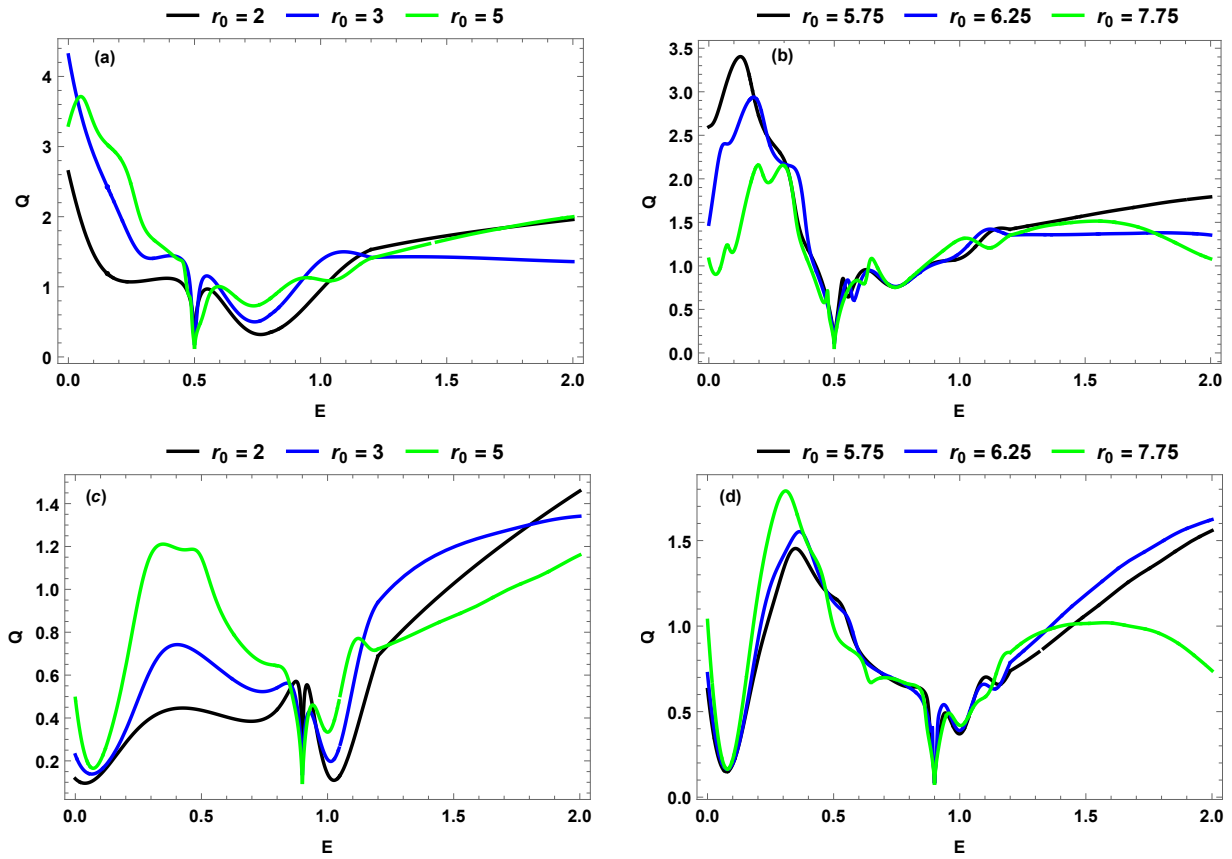 r0 = 2 r0 = 3 r0 = 5
(a)
4
3
2
1
0
Q
0.0 0.5 1.0 1.5 2.0
E
r0 = 5.75 r0 = 6.25 r0 = 7.75
(b)
3.5
3.0
2.5
2.0
1.5
1.0
0.5
0.0
Q
0.0 0.5 1.0 1.5 2.0
E
r0 = 2 r0 = 3 r0 = 5
(c)
1.4
1.2
1.0
0.8
0.6
0.4
0.2
Q
0.0 0.5 1.0 1.5 2.0
E
r0 = 5.75 r0 = 6.25 r0 = 7.75
(d)
1.5
1.0
0.5
0.0
Q
0.0 0.5 1.0 1.5 2.0
E